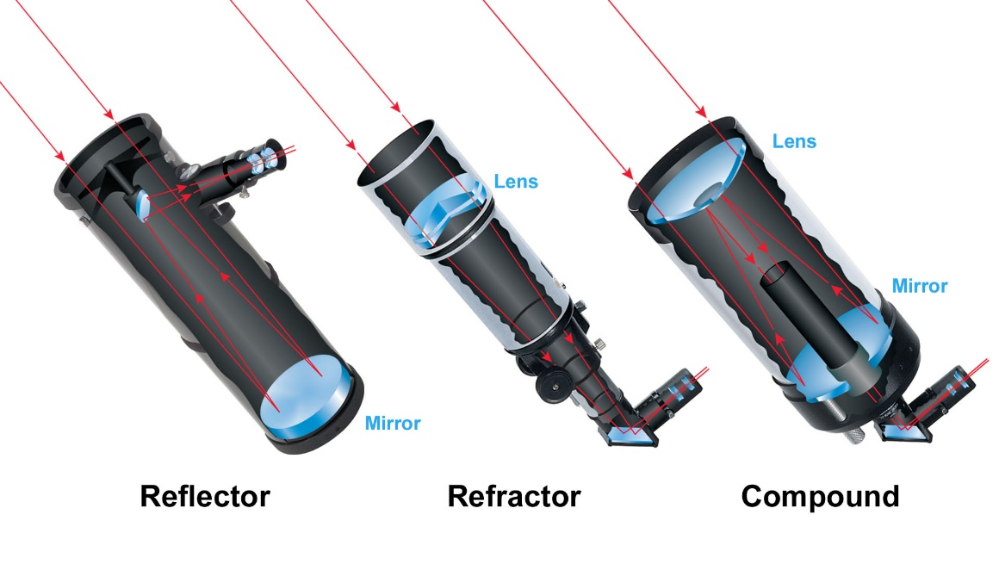 Lens
Lens
Mirror
Mirror
Reflector
Refractor
Compound